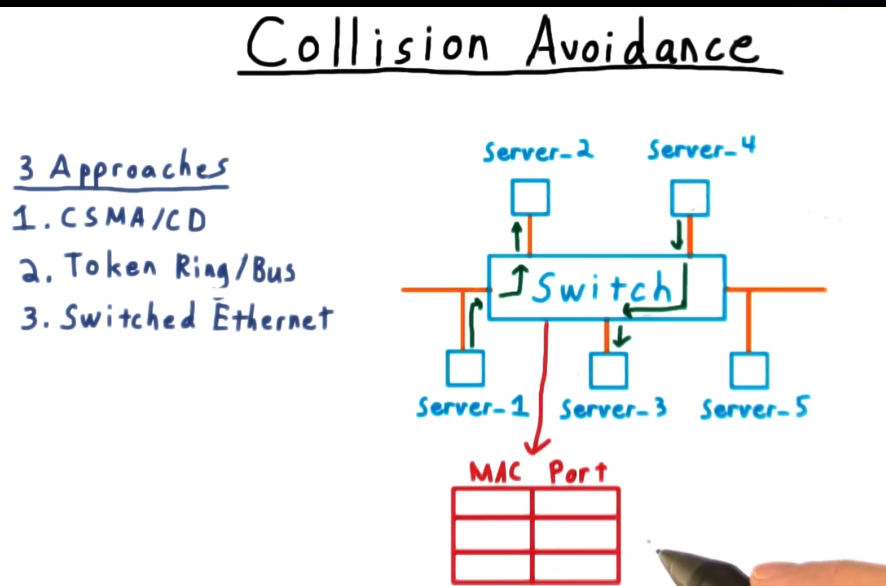 Collision Avoidance
3 Approaches
1. CSMA/CD
2. Token Ring/Bus
3. Switched Ethernet
Server-2
Server-4
Switch
Server-1
Server-3
Server-5
MAC Port